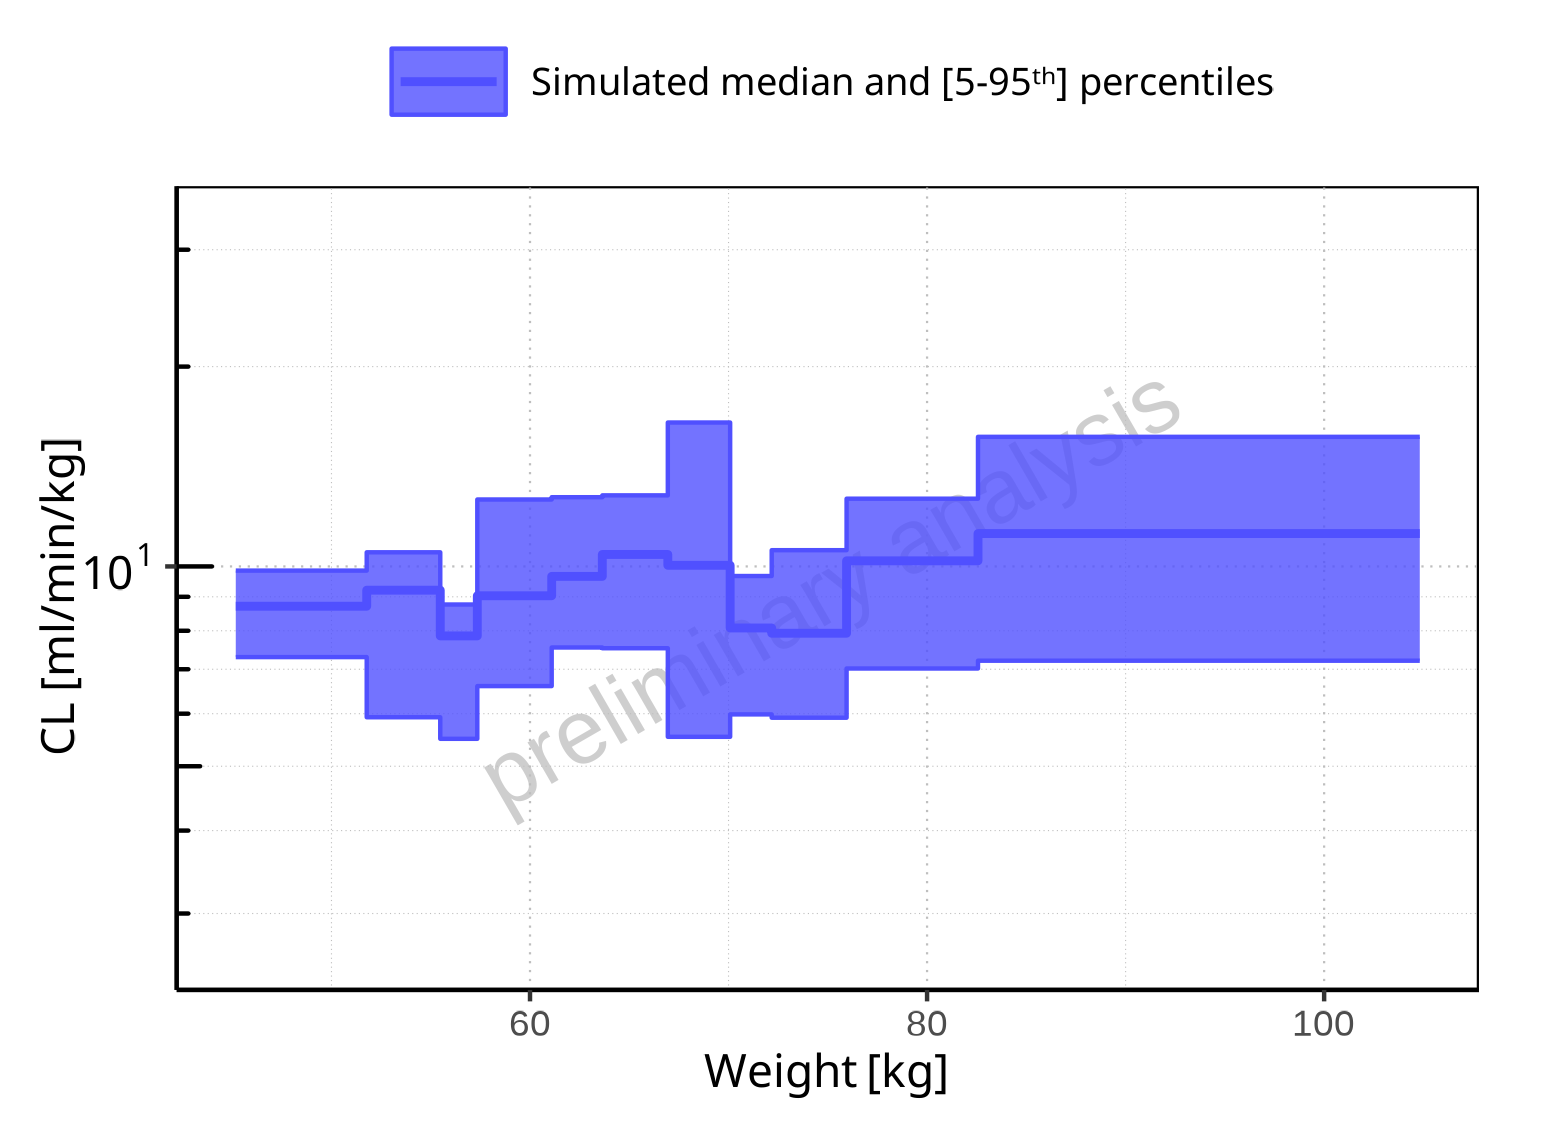 Simulated median and [5-95ᵗʰ] percentiles
CL [ml/min/kg]
10¹
preliminary analysis
60 80 100
Weight [kg]